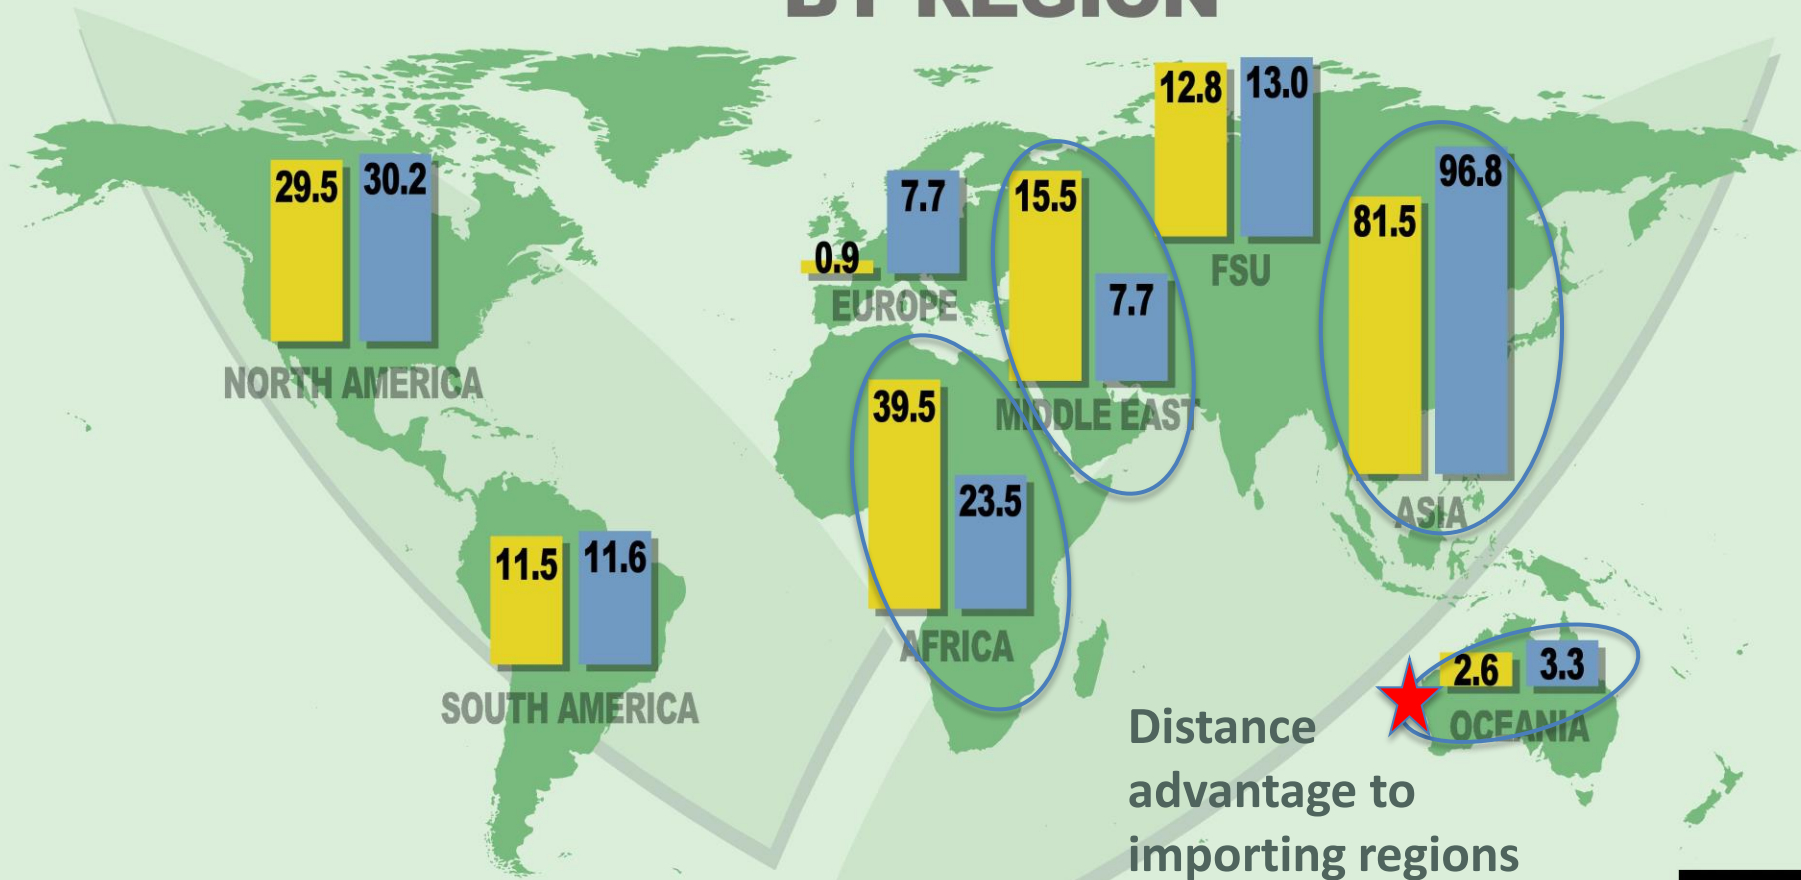 BY REGION
12.8
13.0
29.5
30.2
7.7
15.5
96.8
81.5
0.9
FSU
EUROPE
7.7
NORTH AMERICA
39.5
MIDDLE EAST
23.5
ASIA
11.5
11.6
AFRICA
2.6
3.3
SOUTH AMERICA
OCEANIA
Distance
advantage to
importing regions